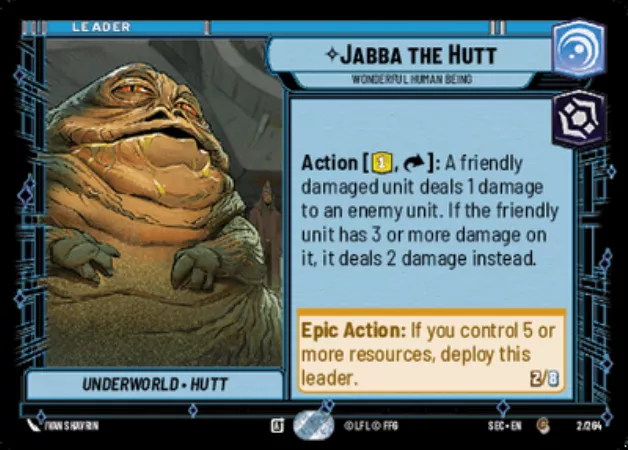 LEADER
JABBA THE HUTT
WONDERFUL HUMAN BEING
Action [1, ]: A friendly
damaged unit deals 1 damage
to an enemy unit. If the friendly
unit has 3 or more damage on
it, it deals 2 damage instead.
Epic Action: If you control 5 or
more resources, deploy this
leader.
2/8
UNDERWORLD • HUTT
IVAN SHAVRIN
©LFL © FFG
SEC • EN
2/264